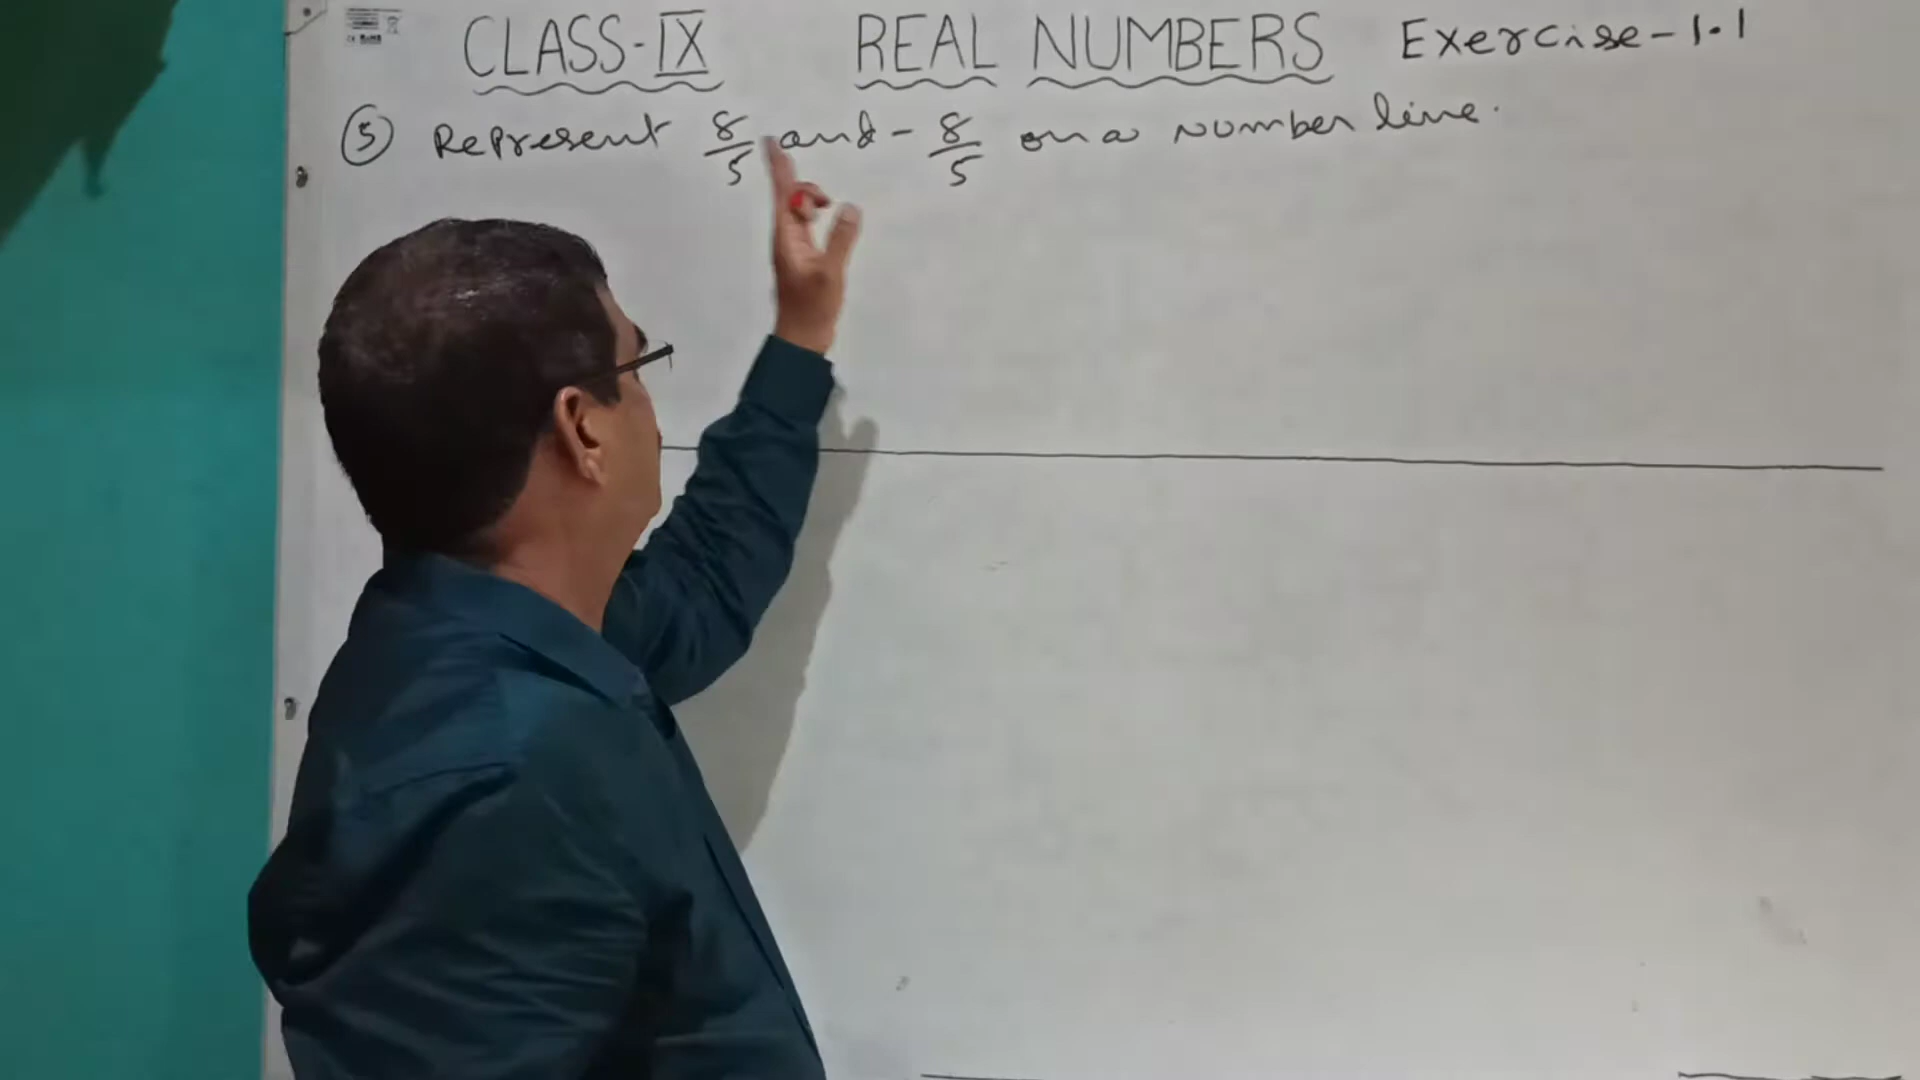 CLASS-IX REAL NUMBERS Exercise-1.1
⑤ Represent 8/5 and -8/5 on a number line.